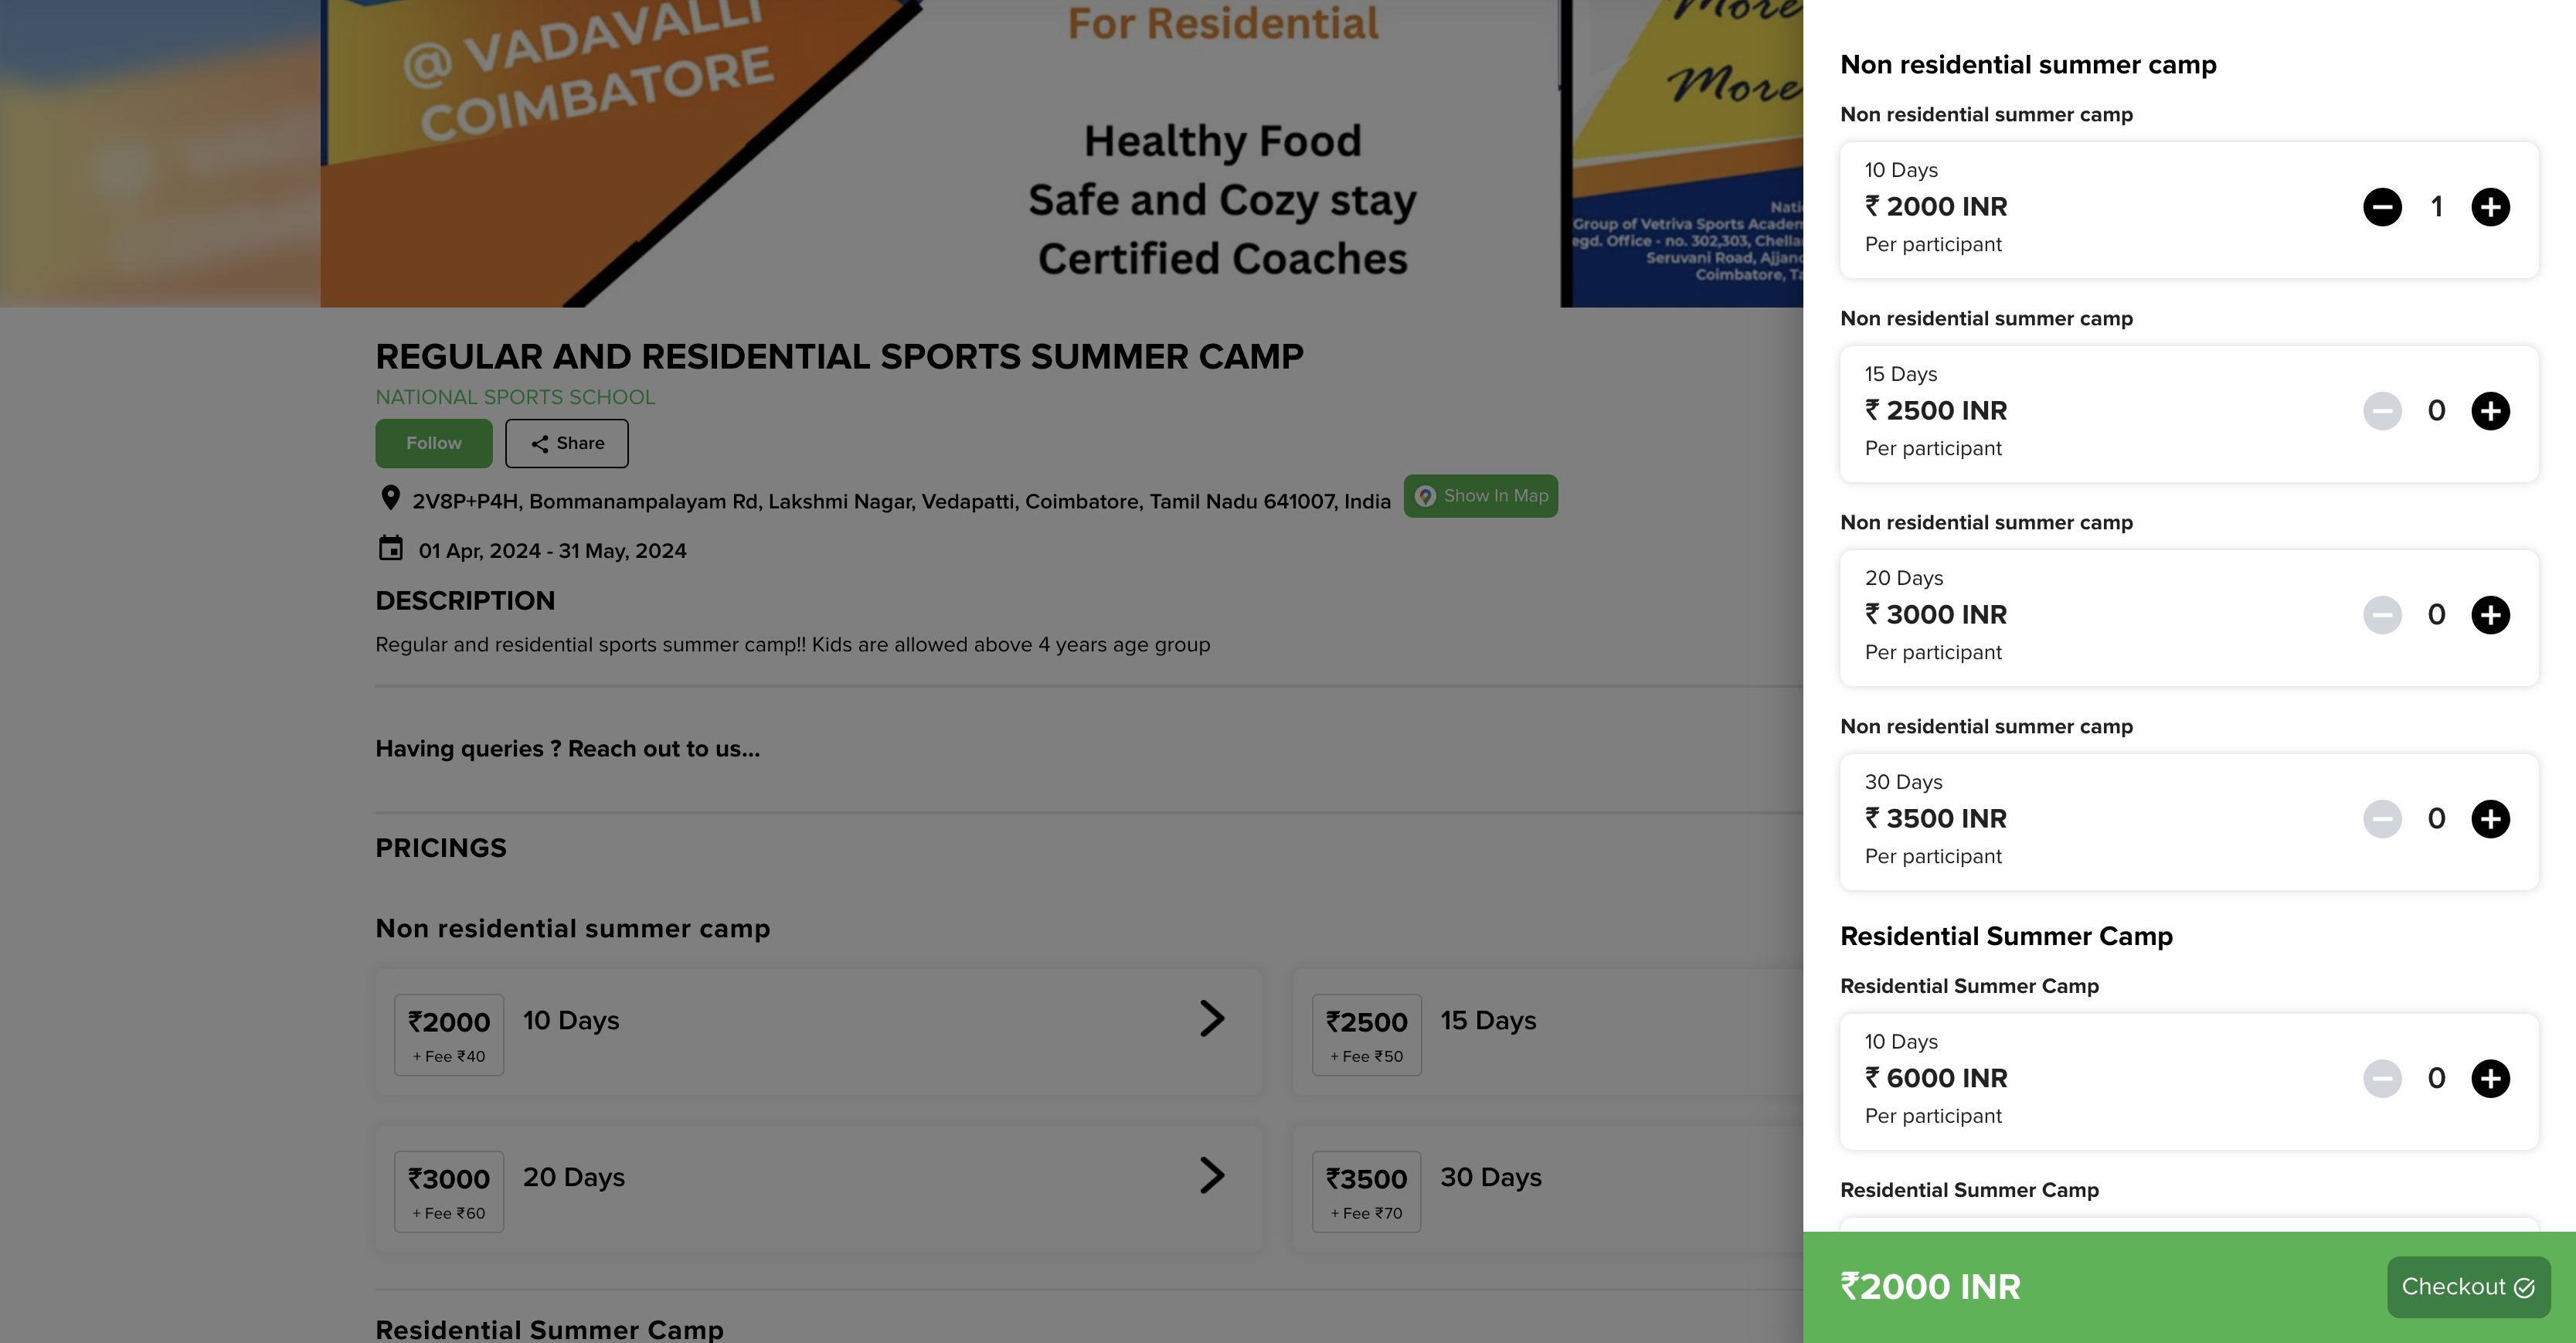 @ VADAVALLI
COIMBATORE
For Residential
Healthy Food
Safe and Cozy stay
Certified Coaches
More
More
Group of Vetriva Sports
Regd. Office - no. 302,303,
Seruvani Road,
Coimbatore,
REGULAR AND RESIDENTIAL SPORTS SUMMER CAMP
NATIONAL SPORTS SCHOOL
Follow
Share
2V8P+P4H, Bommanampalayam Rd, Lakshmi Nagar, Vedapatti, Coimbatore, Tamil Nadu 641007, India
Show In Map
01 Apr, 2024 - 31 May, 2024
DESCRIPTION
Regular and residential sports summer camp!! Kids are allowed above 4 years age group
Having queries ? Reach out to us...
PRICINGS
Non residential summer camp
₹2000
+ Fee ₹40
10 Days
₹2500
+ Fee ₹50
15 Days
₹3000
+ Fee ₹60
20 Days
₹3500
+ Fee ₹70
30 Days
Residential Summer Camp
Non residential summer camp
Non residential summer camp
10 Days
₹ 2000 INR
Per participant
1
Non residential summer camp
15 Days
₹ 2500 INR
Per participant
0
Non residential summer camp
20 Days
₹ 3000 INR
Per participant
0
Non residential summer camp
30 Days
₹ 3500 INR
Per participant
0
Residential Summer Camp
Residential Summer Camp
10 Days
₹ 6000 INR
Per participant
0
Residential Summer Camp
₹2000 INR
Checkout